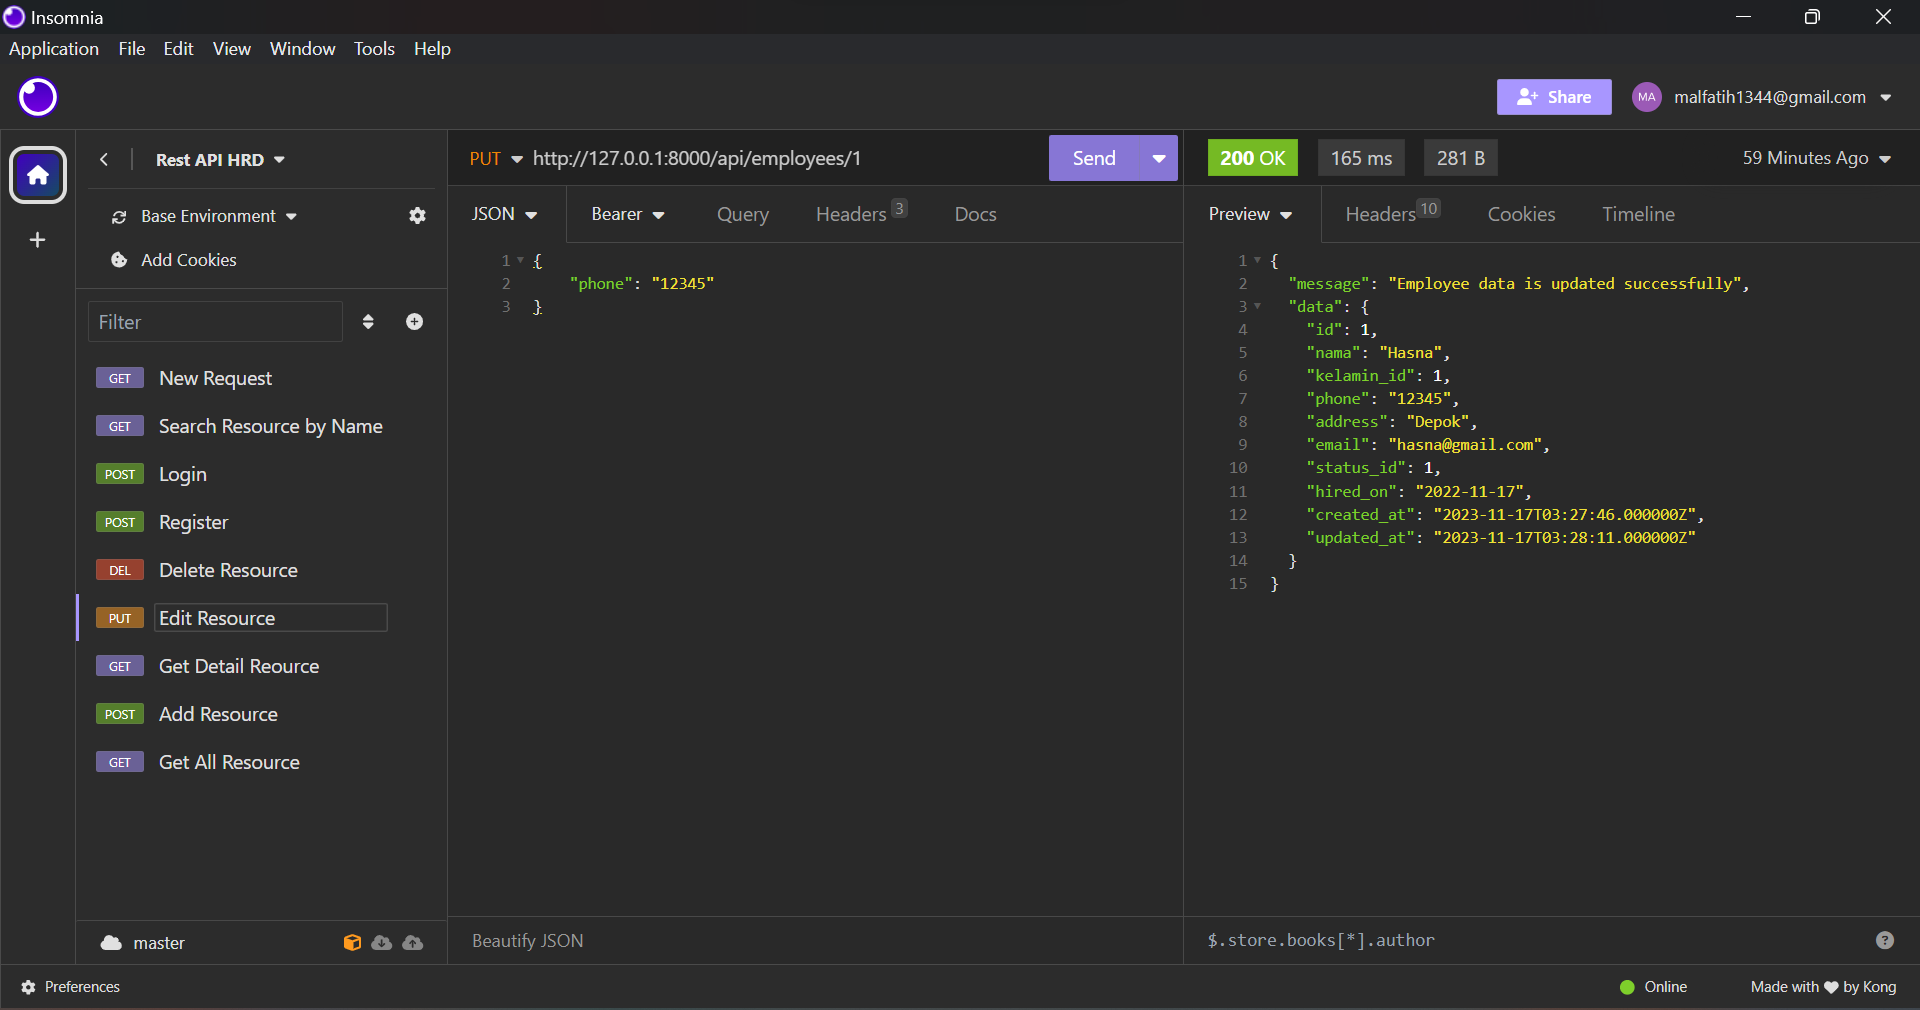 Insomnia
Application File Edit View Window Tools Help
Share MA malfatih1344@gmail.com
Rest API HRD
Base Environment
Add Cookies
Filter
GET New Request
GET Search Resource by Name
POST Login
POST Register
DEL Delete Resource
PUT Edit Resource
GET Get Detail Reource
POST Add Resource
GET Get All Resource
master
PUT http://127.0.0.1:8000/api/employees/1 Send
JSON Bearer Query Headers 3 Docs
1 {
2 "phone": "12345"
3 }
Beautify JSON
200 OK 165 ms 281 B 59 Minutes Ago
Preview Headers 10 Cookies Timeline
1 {
2 "message": "Employee data is updated successfully",
3 "data": {
4 "id": 1,
5 "nama": "Hasna",
6 "kelamin_id": 1,
7 "phone": "12345",
8 "address": "Depok",
9 "email": "hasna@gmail.com",
10 "status_id": 1,
11 "hired_on": "2022-11-17",
12 "created_at": "2023-11-17T03:27:46.000000Z",
13 "updated_at": "2023-11-17T03:28:11.000000Z"
14 }
15 }
$.store.books[*].author ?
Preferences Online Made with ♥ by Kong